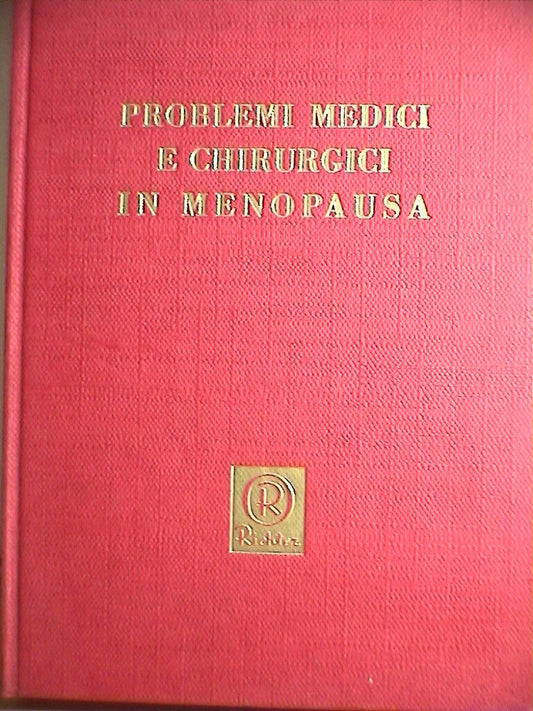 PROBLEMI MEDICI
E CHIRURGICI
IN MENOPAUSA
R
Richter